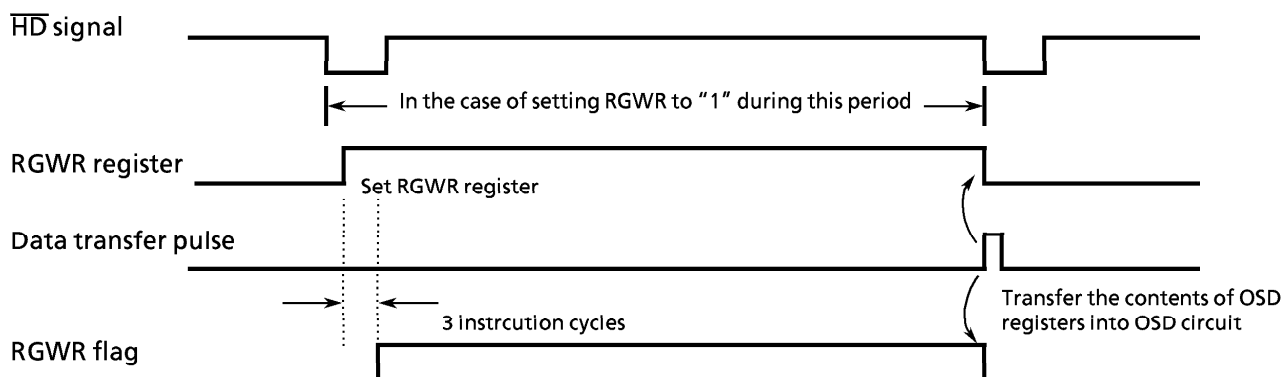 H̅D̅ signal
In the case of setting RGWR to “1” during this period
RGWR register
Set RGWR register
Data transfer pulse
Transfer the contents of OSD
registers into OSD circuit
3 instrcution cycles
RGWR flag